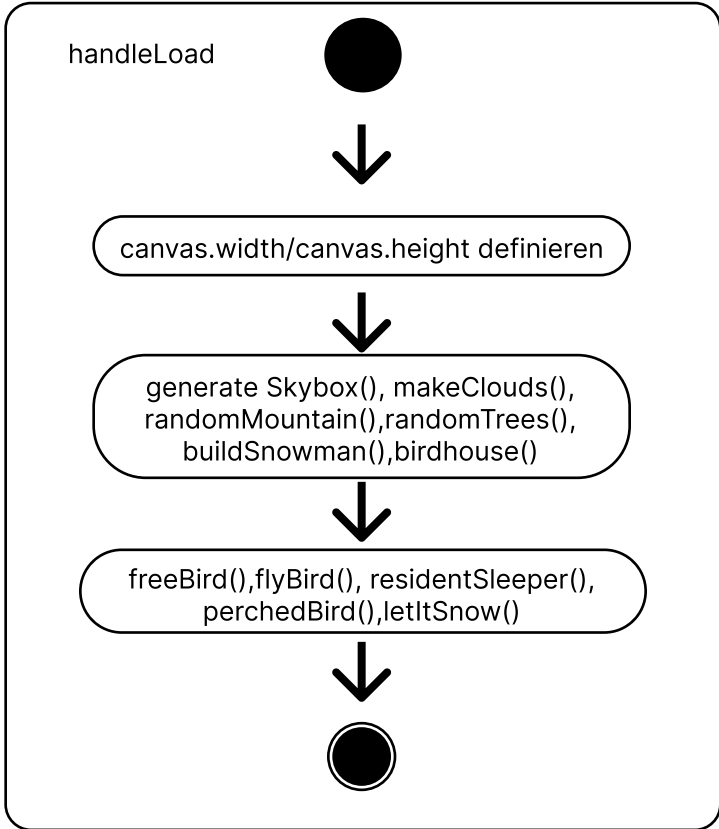 handleLoad
canvas.width/canvas.height definieren
generate Skybox(), makeClouds(),
randomMountain(),randomTrees(),
buildSnowman(),birdhouse()
freeBird(),flyBird(), residentSleeper(),
perchedBird(),letItSnow()